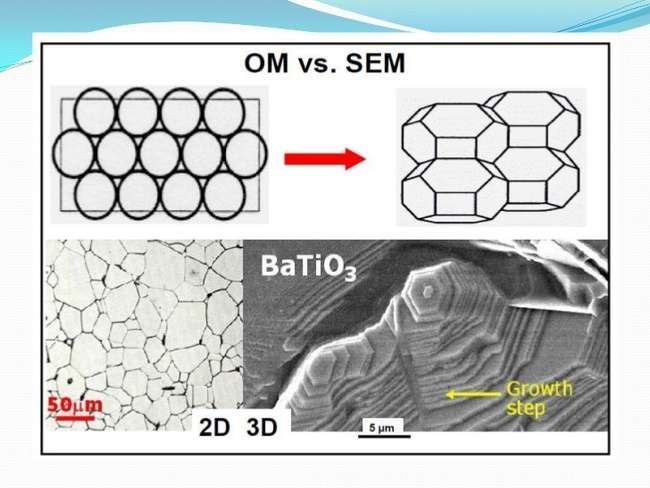 OM vs. SEM
BaTiO₃
50μm
2D 3D
5 μm
Growth
step